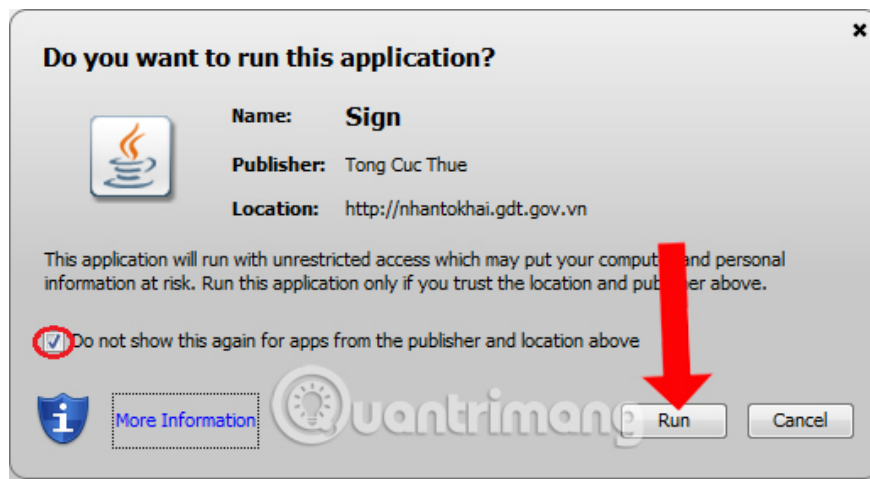 Do you want to run this application?
Name: Sign
Publisher: Tong Cuc Thue
Location: http://nhantokhai.gdt.gov.vn
This application will run with unrestricted access which may put your computer and personal
information at risk. Run this application only if you trust the location and publisher above.
Do not show this again for apps from the publisher and location above
More Information
Quantrimang
Run
Cancel